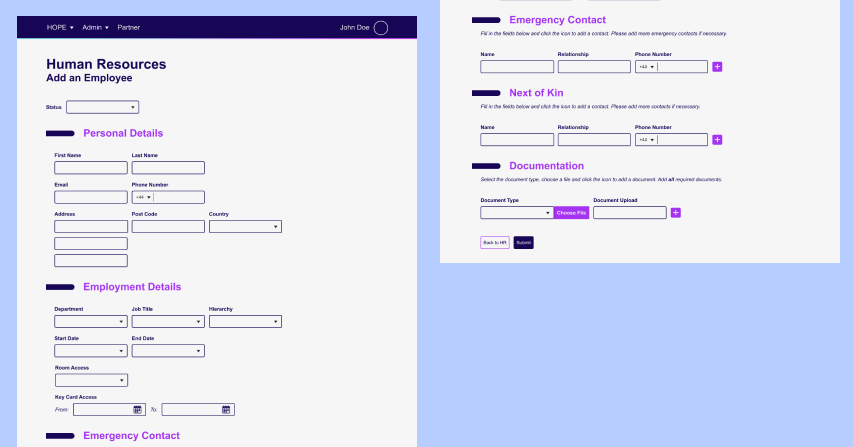 HOPE Admin Partner John Doe
Human Resources
Add an Employee
Status
Personal Details
First Name Last Name
Email Phone Number
+44
Address Post Code Country
Employment Details
Department Job Title Hierarchy
Start Date End Date
Room Access
Key Card Access
From: To:
Emergency Contact
Emergency Contact
Fill in the fields below and click the icon to add a contact. Please add more emergency contacts if necessary.
Name Relationship Phone Number
+44 +
Next of Kin
Fill in the fields below and click the icon to add a contact. Please add more contacts if necessary.
Name Relationship Phone Number
+44 +
Documentation
Select the document type, choose a file and click the icon to add a document. Add all required documents.
Document Type Document Upload
Choose File +
Back to HR Submit